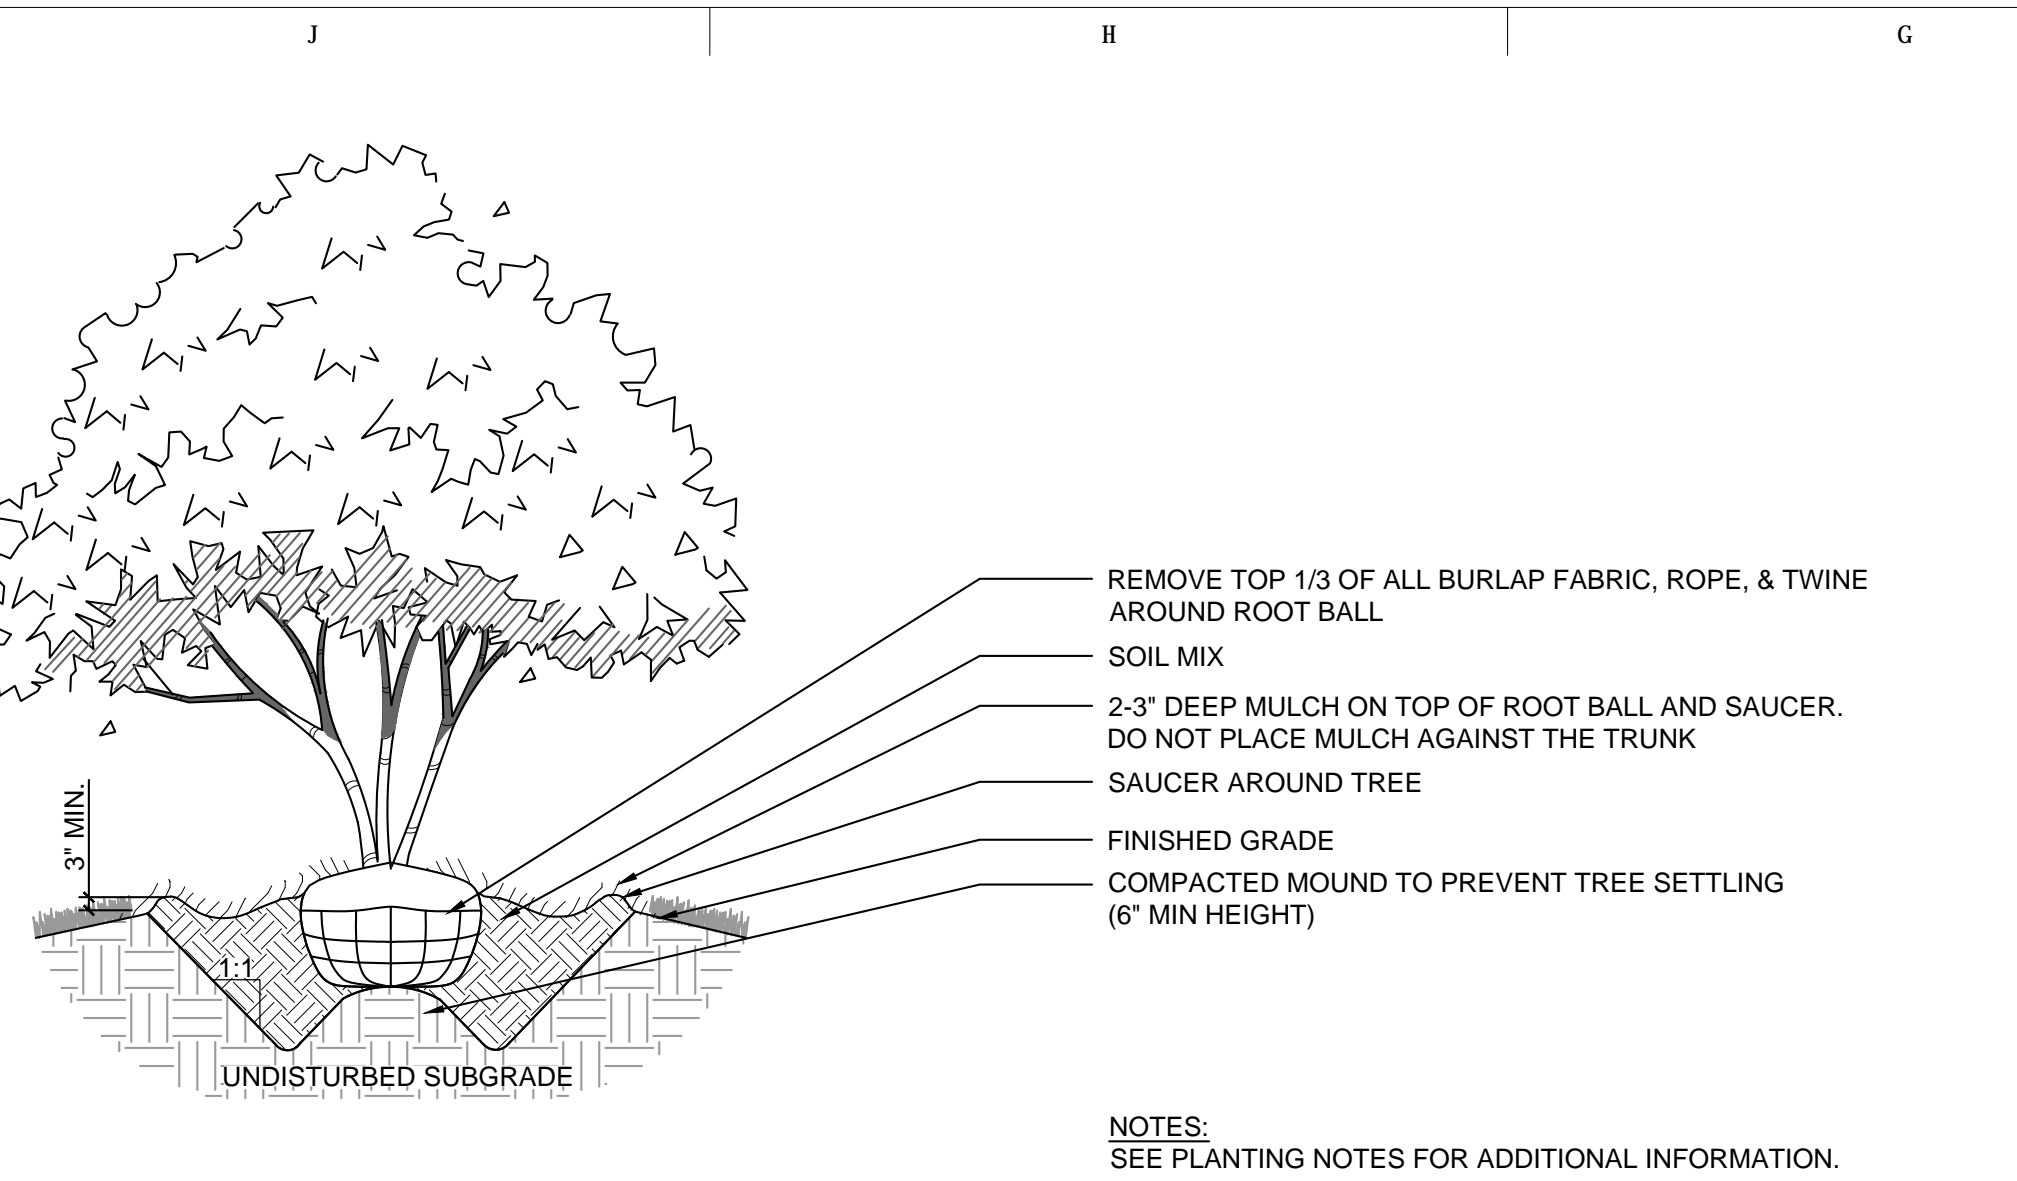 J H G
REMOVE TOP 1/3 OF ALL BURLAP FABRIC, ROPE, & TWINE
AROUND ROOT BALL
SOIL MIX
2-3" DEEP MULCH ON TOP OF ROOT BALL AND SAUCER.
DO NOT PLACE MULCH AGAINST THE TRUNK
SAUCER AROUND TREE
3" MIN.
FINISHED GRADE
COMPACTED MOUND TO PREVENT TREE SETTLING
(6" MIN HEIGHT)
1:1
UNDISTURBED SUBGRADE
NOTES:
SEE PLANTING NOTES FOR ADDITIONAL INFORMATION.